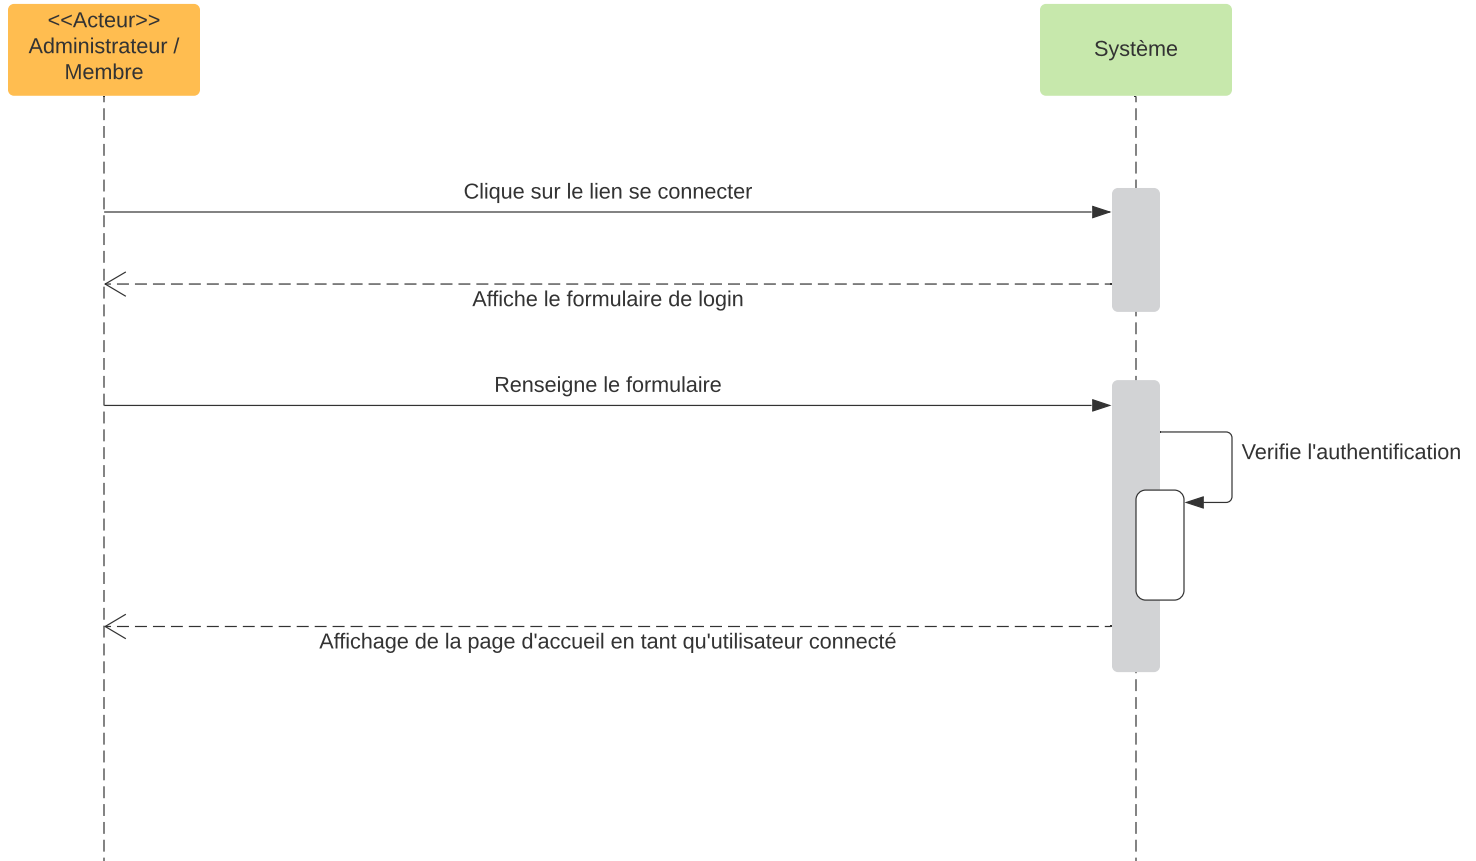 <<Acteur>>
Administrateur /
Membre
Système
Clique sur le lien se connecter
Affiche le formulaire de login
Renseigne le formulaire
Verifie l'authentification
Affichage de la page d'accueil en tant qu'utilisateur connecté